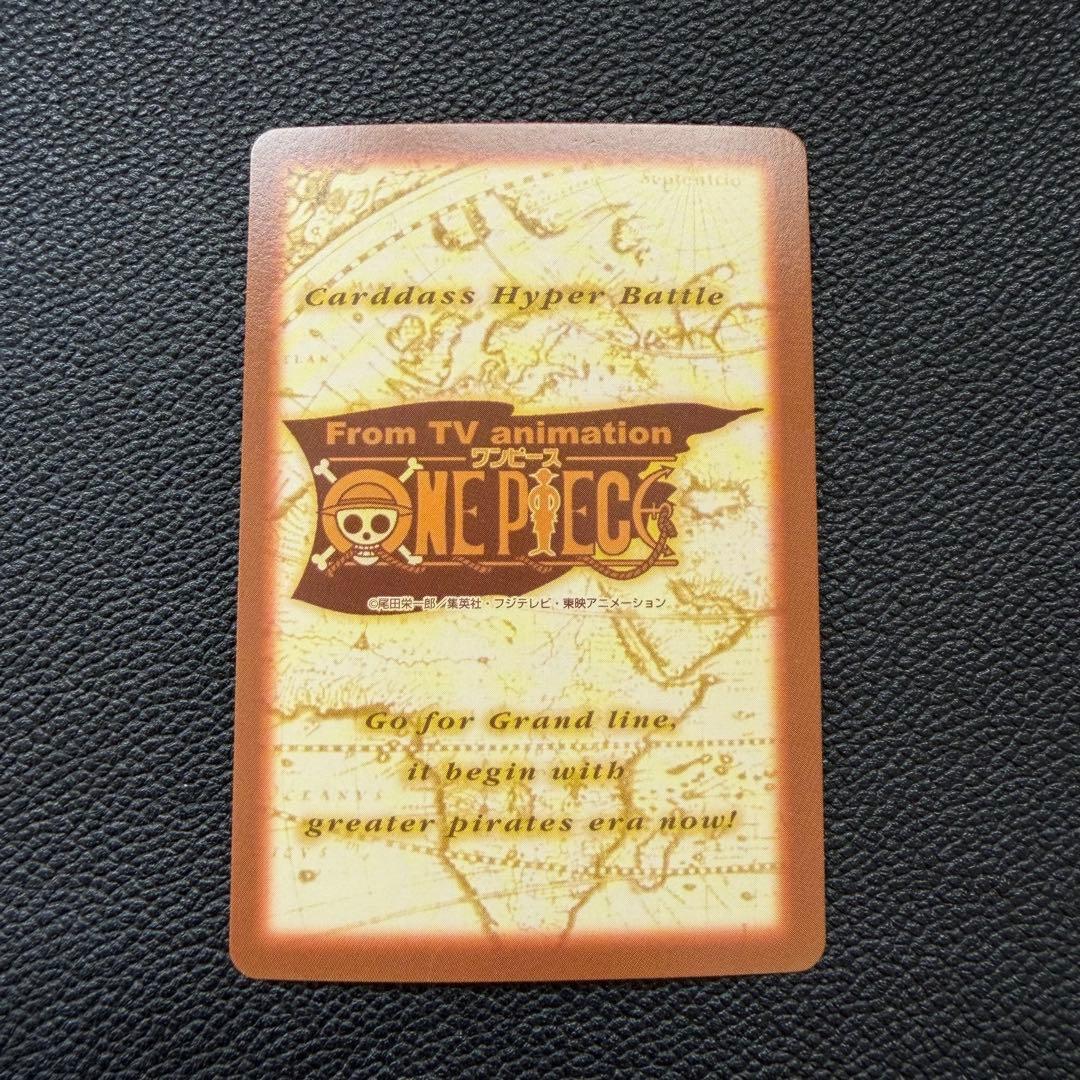 Septentrio
Carddass Hyper Battle
TLAN
From TV animation
ワンピース
ONE PIECE
©尾田栄一郎／集英社・フジテレビ・東映アニメーション
Go for Grand line,
it begin with
CEANVS
greater pirates era now!